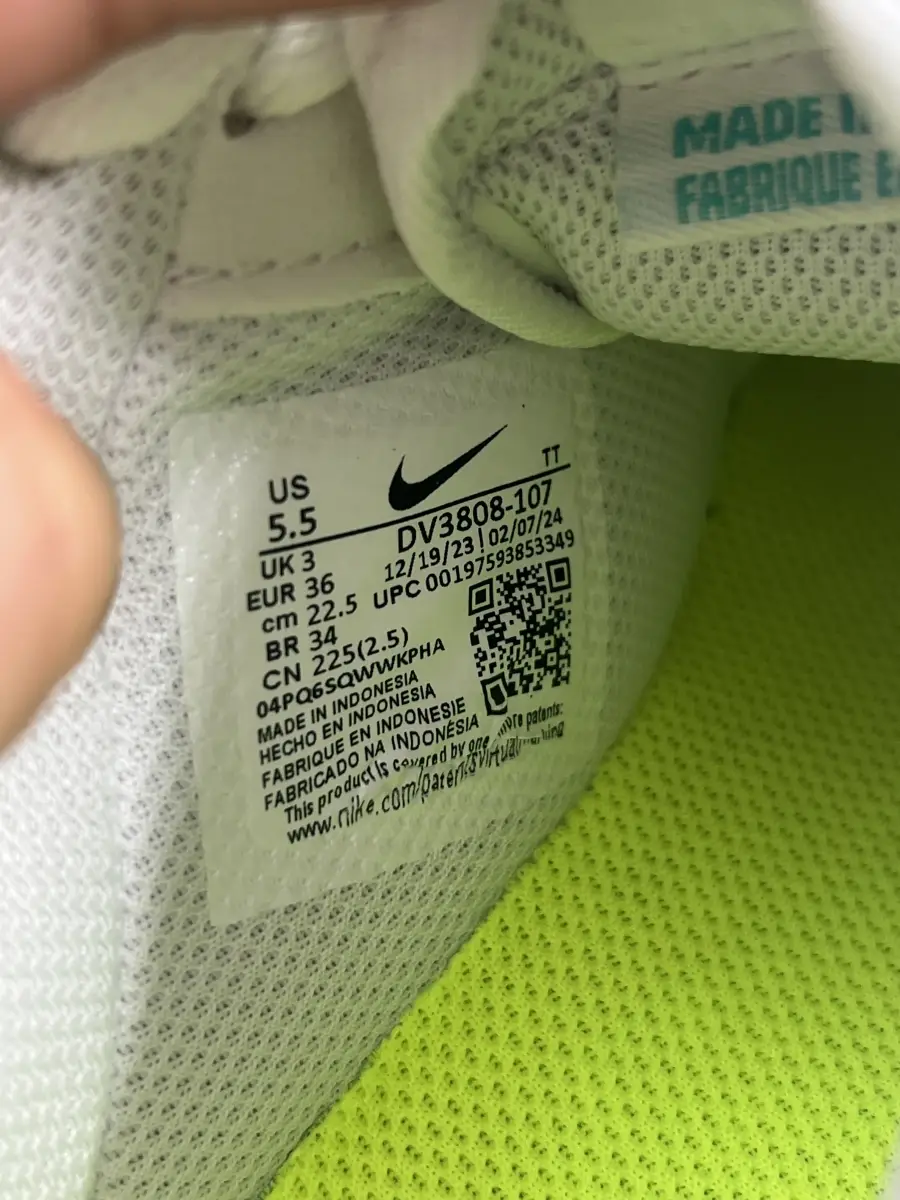 MADE
FABRIQUE
US
5.5
TT
UK 3
DV3808-107
EUR 36
12/19/23 | 02/07/24
cm 22.5
UPC 00197593853349
BR 34
CN 225(2.5)
04PQ6SQWWKPHA
MADE IN INDONESIA
HECHO EN INDONESIA
FABRIQUE EN INDONESIE
FABRICADO NA INDONÉSIA
This product is covered by one patents:
www.nike.com/patents